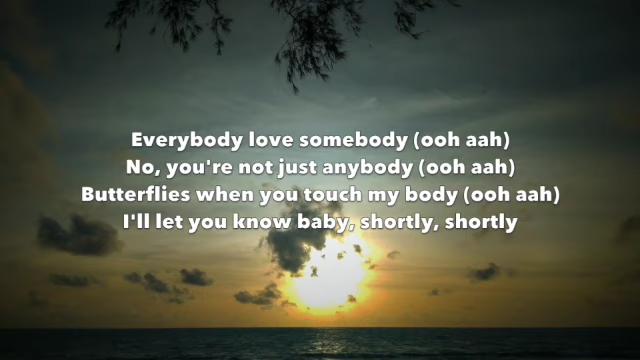 Everybody love somebody (ooh aah)
No, you're not just anybody (ooh aah)
Butterflies when you touch my body (ooh aah)
I'll let you know baby, shortly, shortly